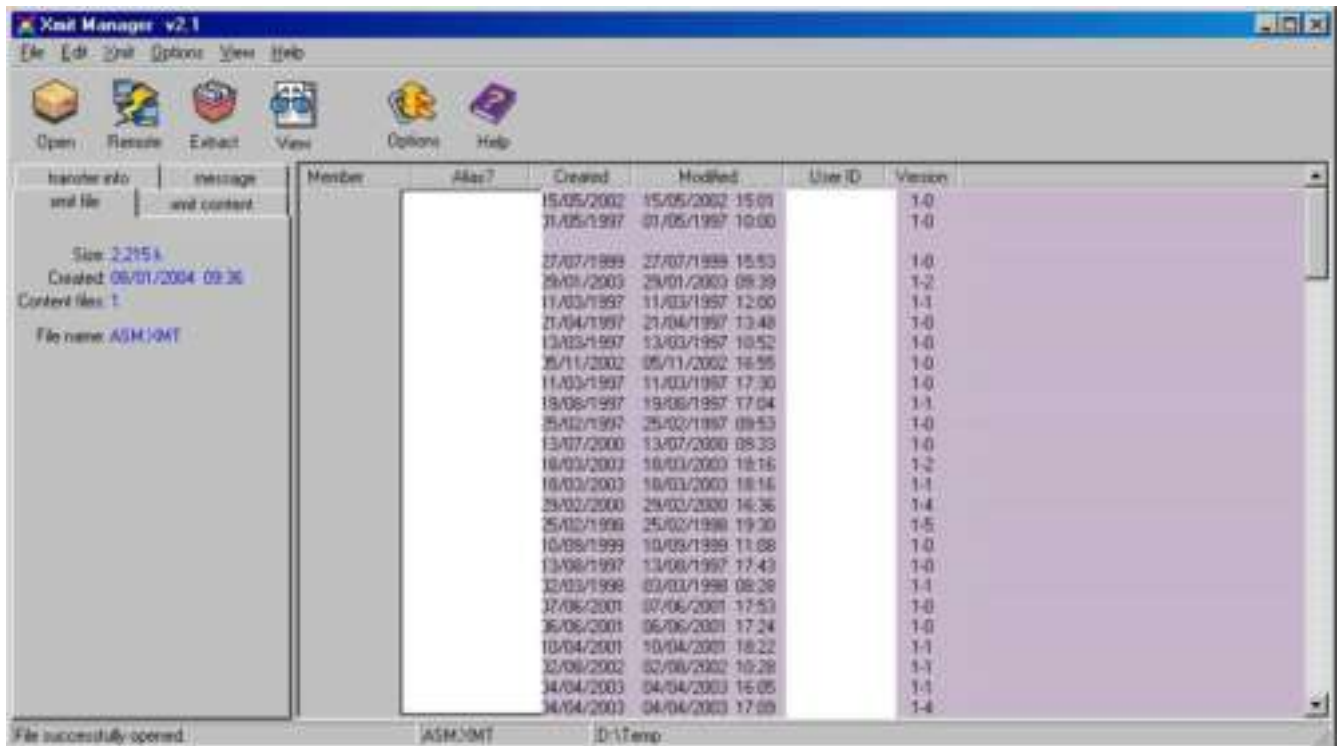 Xmit Manager v2.1
File Edit Xmit Options View Help
Open Remote Extract View Options Help
transfer info message
xmit file xmit content
Size: 2,215 k
Created: 08/01/2004 09:36
Content files: 1
File name: ASM.XMT
Member Alias? Created Modified User ID Version
15/05/2002 15/05/2002 15:01 1-0
01/05/1997 01/05/1997 10:00 1-0
27/07/1999 27/07/1999 15:53 1-0
29/01/2003 29/01/2003 09:39 1-2
11/03/1997 11/03/1997 12:00 1-1
21/04/1997 21/04/1997 13:48 1-0
13/03/1997 13/03/1997 10:52 1-0
05/11/2002 05/11/2002 16:55 1-0
11/03/1997 11/03/1997 17:30 1-0
19/08/1997 19/08/1997 17:04 1-1
25/02/1997 25/02/1997 09:53 1-0
13/07/2000 13/07/2000 09:33 1-0
18/03/2003 18/03/2003 18:16 1-2
18/03/2003 18/03/2003 18:16 1-1
29/02/2000 29/02/2000 16:36 1-4
25/02/1998 25/02/1998 19:30 1-5
10/09/1999 10/09/1999 11:08 1-0
13/08/1997 13/08/1997 17:43 1-0
02/03/1998 03/03/1998 08:28 1-1
07/06/2001 07/06/2001 17:53 1-0
06/06/2001 06/06/2001 17:24 1-0
10/04/2001 10/04/2001 18:22 1-1
02/08/2002 02/08/2002 10:28 1-1
04/04/2003 04/04/2003 16:05 1-1
04/04/2003 04/04/2003 17:09 1-4
File successfully opened. ASM.XMT D:\Temp